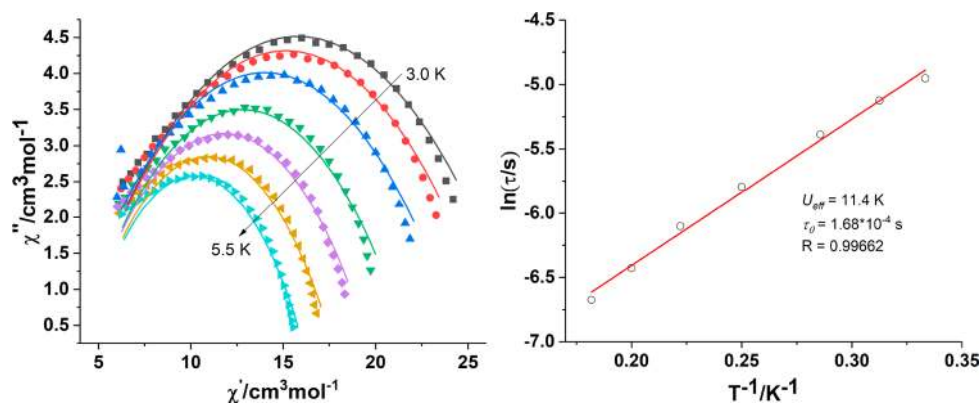 4.5
4.0
3.5
3.0
2.5
2.0
1.5
1.0
0.5
χ''/cm³mol⁻¹
3.0 K
5.5 K
5 10 15 20 25
χ'/cm³mol⁻¹
-4.5
-5.0
-5.5
-6.0
-6.5
-7.0
ln(τ/s)
U_eff = 11.4 K
τ₀ = 1.68*10⁻⁴ s
R = 0.99662
0.20 0.25 0.30 0.35
T⁻¹/K⁻¹